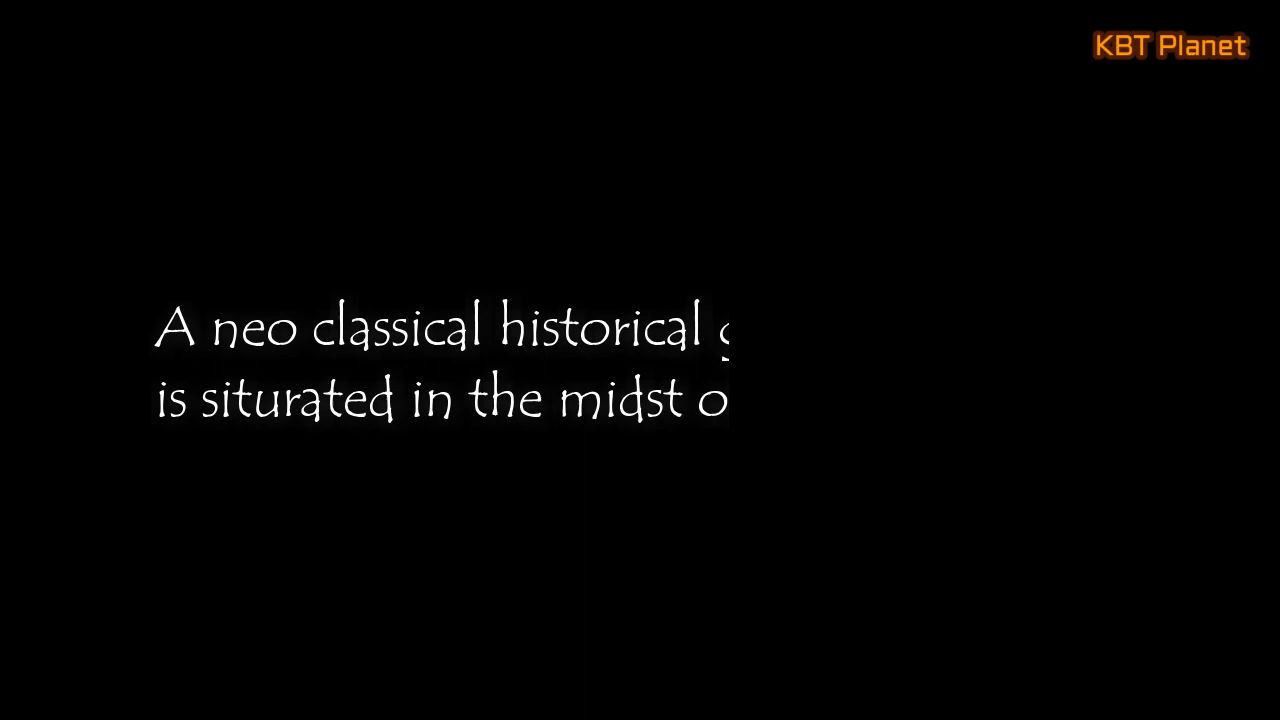 KBT Planet
A neo classical historical
is siturated in the midst o